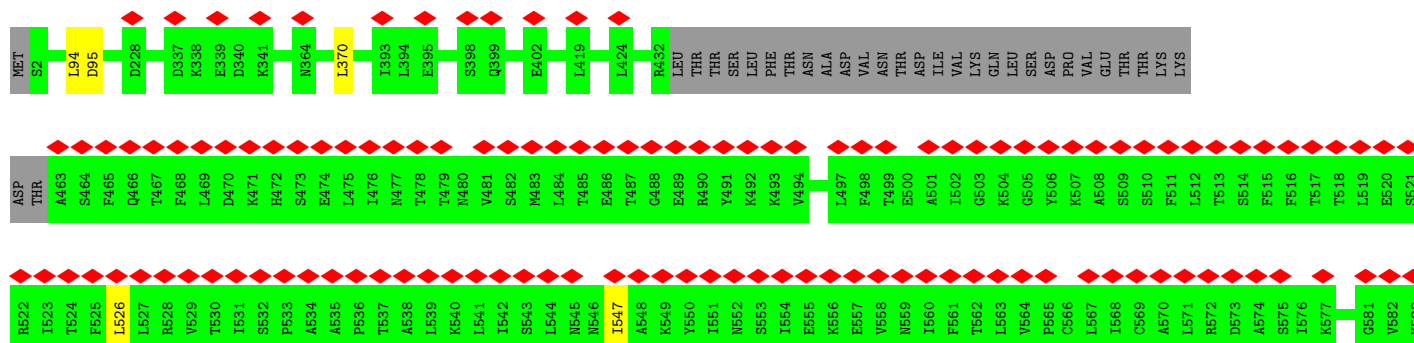 MET S2 L94 D95 D228 D337 K338 E339 D340 K341 N364 L370 I393 L394 E395 S398 Q399 E402 L419 L424 R432 LEU THR THR SER LEU PHE THR ASN ALA ASP VAL ASN THR ASP ILE VAL LYS GLN LEU SER ASP PRO VAL GLU THR THR LYS LYS
ASP THR A463 S464 F465 Q466 T467 F468 L469 D470 K471 H472 S473 E474 L475 I476 N477 T478 T479 N480 V481 S482 M483 L484 T485 E486 T487 G488 E489 R490 Y491 K492 K493 V494 L497 F498 T499 E500 A501 I502 G503 K504 G505 Y506 K507 A508 S509 S510 F511 L512 T513 S514 F515 F516 T517 T518 L519 E520 S521
R522 I523 T524 F525 L526 L527 R528 V529 T530 I531 S532 P533 A534 A535 P536 T537 A538 L539 K540 L541 I542 S543 L544 N545 N546 I547 A548 K549 Y550 I551 N552 S553 I554 E555 K556 E557 V558 N559 I560 F561 T562 L563 V564 P565 C566 L567 I568 C569 A570 L571 R572 D573 A574 S575 I576 K577 G581 V582